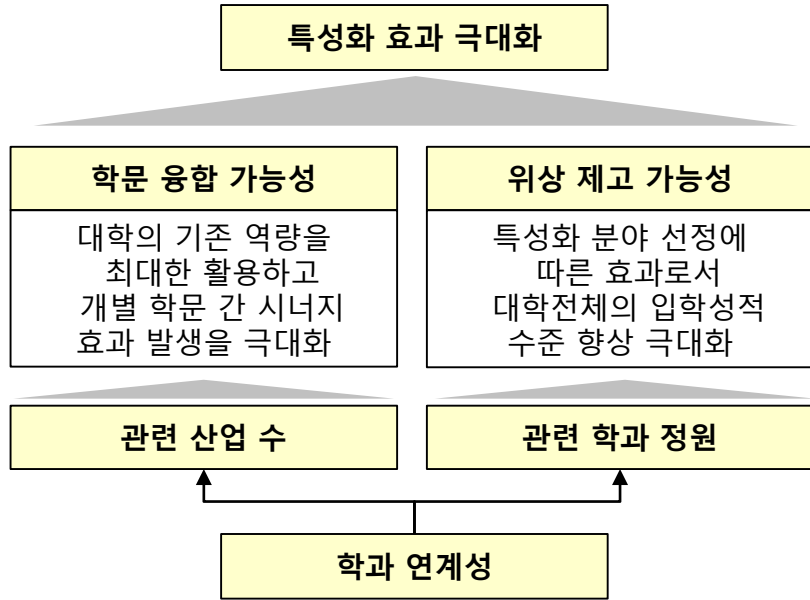 특성화 효과 극대화
학문 융합 가능성
대학의 기존 역량을
최대한 활용하고
개별 학문 간 시너지
효과 발생을 극대화
위상 제고 가능성
특성화 분야 선정에
따른 효과로서
대학전체의 입학성적
수준 향상 극대화
관련 산업 수
관련 학과 정원
학과 연계성